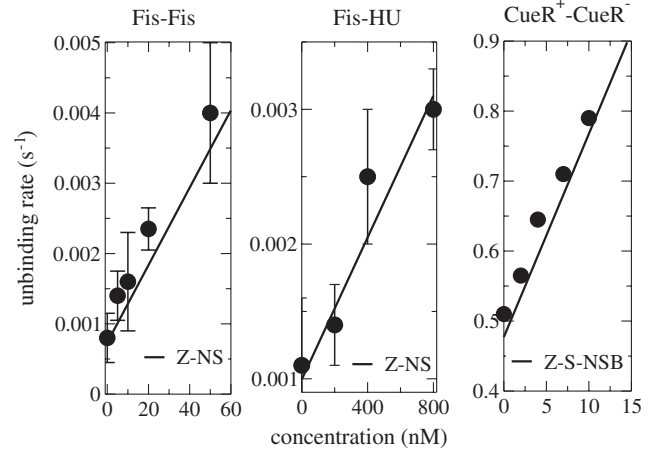 Fis-Fis
Fis-HU
CueR⁺-CueR⁻
unbinding rate (s⁻¹)
0.005
0.004
0.003
0.002
0.001
0
Z-NS
0 20 40 60
0.003
0.002
0.001
Z-NS
0 400 800
0.9
0.8
0.7
0.6
0.5
0.4
Z-S-NSB
0 5 10 15
concentration (nM)